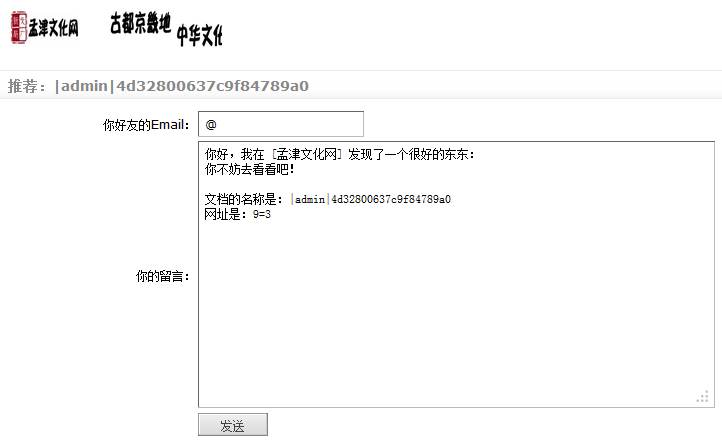 孟津文化网 古都京畿地 中华文化
推荐：|admin|4d32800637c9f84789a0
你好友的Email： @
你好，我在 [孟津文化网] 发现了一个很好的东东：
你不妨去看看吧！
文档的名称是：|admin|4d32800637c9f84789a0
网址是：9=3
你的留言：
发送